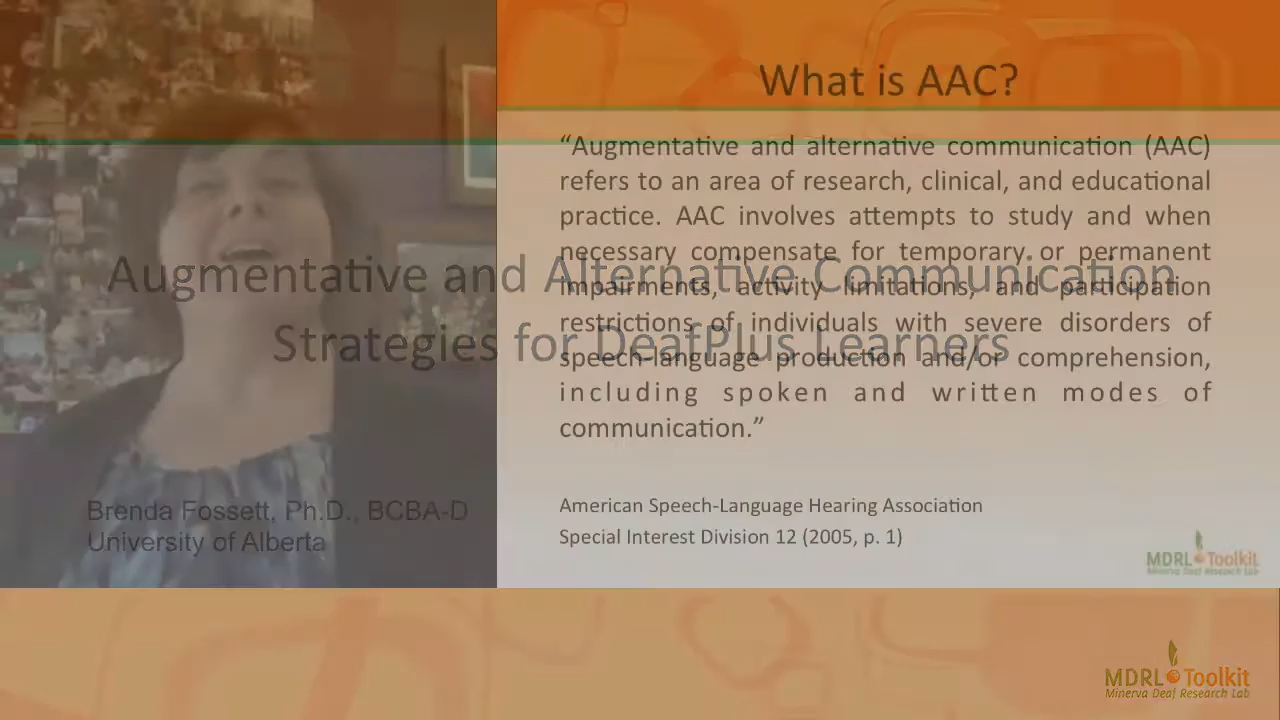 What is AAC?
“Augmentative and alternative communication (AAC)
refers to an area of research, clinical, and educational
practice. AAC involves attempts to study and when
necessary compensate for temporary or permanent
impairments, activity limitations, and participation
restrictions of individuals with severe disorders of
speech-language production and/or comprehension,
including spoken and written modes of
communication.”
American Speech-Language Hearing Association
Special Interest Division 12 (2005, p. 1)
Augmentative and Alternative Communication
Strategies for DeafPlus Learners
Brenda Fossett, Ph.D., BCBA-D
University of Alberta
MDRL Toolkit
Minerva Deaf Research Lab
MDRL Toolkit
Minerva Deaf Research Lab